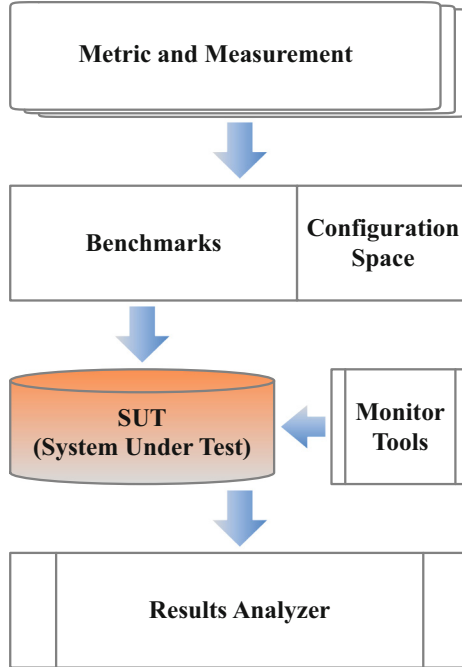 Metric and Measurement
Benchmarks
Configuration
Space
SUT
(System Under Test)
Monitor
Tools
Results Analyzer